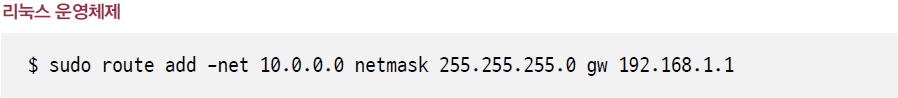 리눅스 운영체제
$ sudo route add –net 10.0.0.0 netmask 255.255.255.0 gw 192.168.1.1